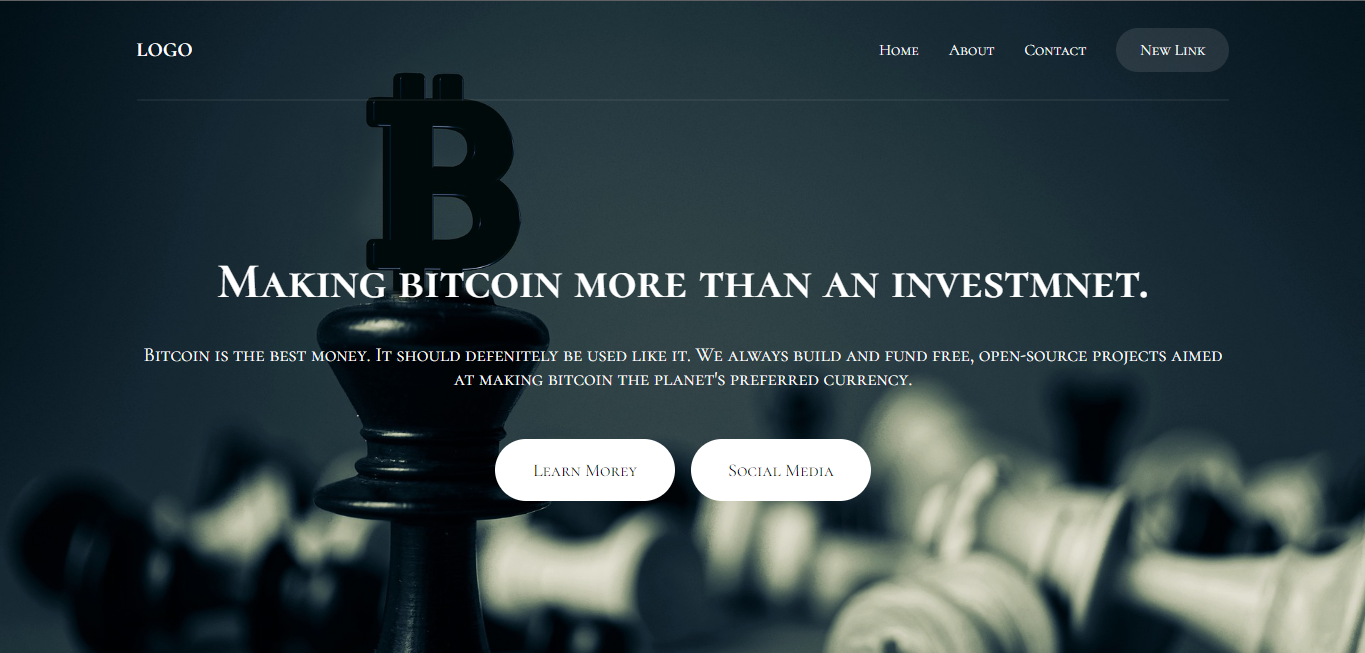 LOGO
Home About Contact New Link
Making bitcoin more than an investmnet.
Bitcoin is the best money. It should defenitely be used like it. We always build and fund free, open-source projects aimed
at making bitcoin the planet's preferred currency.
Learn Morey Social Media